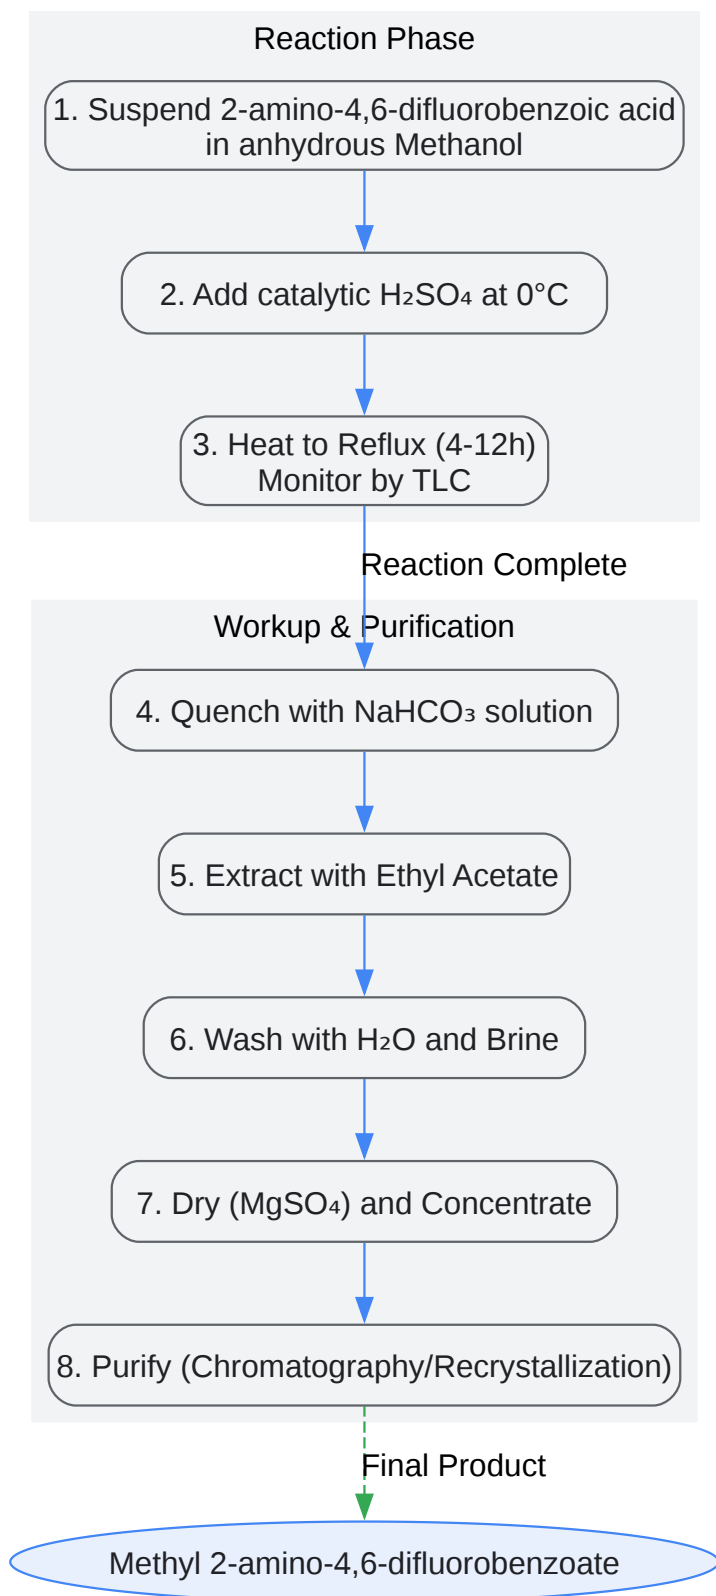 Reaction Phase
1. Suspend 2-amino-4,6-difluorobenzoic acid
in anhydrous Methanol
2. Add catalytic H₂SO₄ at 0°C
3. Heat to Reflux (4-12h)
Monitor by TLC
Reaction Complete
Workup & Purification
4. Quench with NaHCO₃ solution
5. Extract with Ethyl Acetate
6. Wash with H₂O and Brine
7. Dry (MgSO₄) and Concentrate
8. Purify (Chromatography/Recrystallization)
Final Product
Methyl 2-amino-4,6-difluorobenzoate